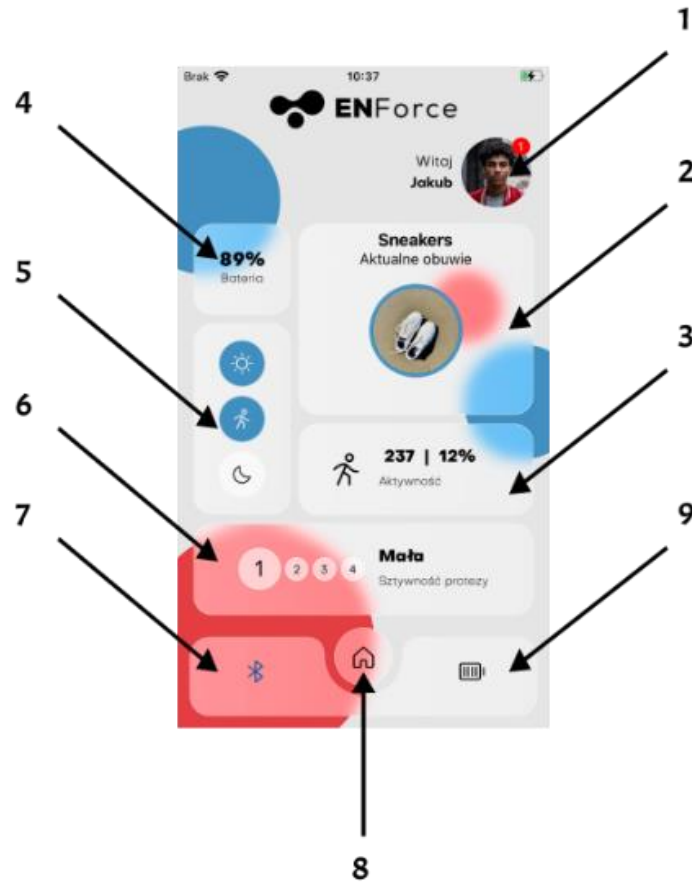 1
Brak 10:37
4
ENForce
1
Witaj
Jakub
2
Sneakers
Aktualne obuwie
89%
Bateria
5
3
6
237 | 12%
Aktywność
7
9
Mała
1 2 3 4
Sztywność protezy
8